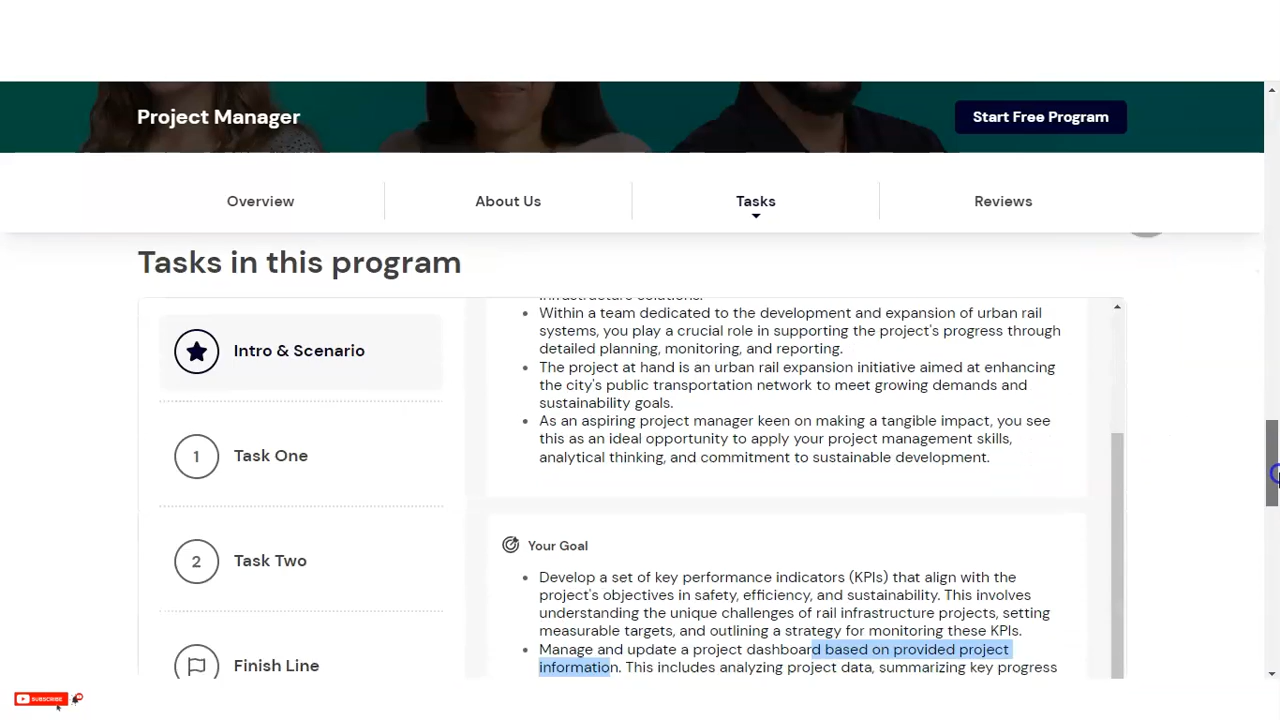 Project Manager
Start Free Program
Overview
About Us
Tasks
Reviews
Tasks in this program
Intro & Scenario
1
Task One
2
Task Two
Finish Line
infrastructure solutions.
Within a team dedicated to the development and expansion of urban rail
systems, you play a crucial role in supporting the project's progress through
detailed planning, monitoring, and reporting.
The project at hand is an urban rail expansion initiative aimed at enhancing
the city's public transportation network to meet growing demands and
sustainability goals.
As an aspiring project manager keen on making a tangible impact, you see
this as an ideal opportunity to apply your project management skills,
analytical thinking, and commitment to sustainable development.
Your Goal
Develop a set of key performance indicators (KPIs) that align with the
project's objectives in safety, efficiency, and sustainability. This involves
understanding the unique challenges of rail infrastructure projects, setting
measurable targets, and outlining a strategy for monitoring these KPIs.
Manage and update a project dashboard based on provided project
information. This includes analyzing project data, summarizing key progress
SUBSCRIBE